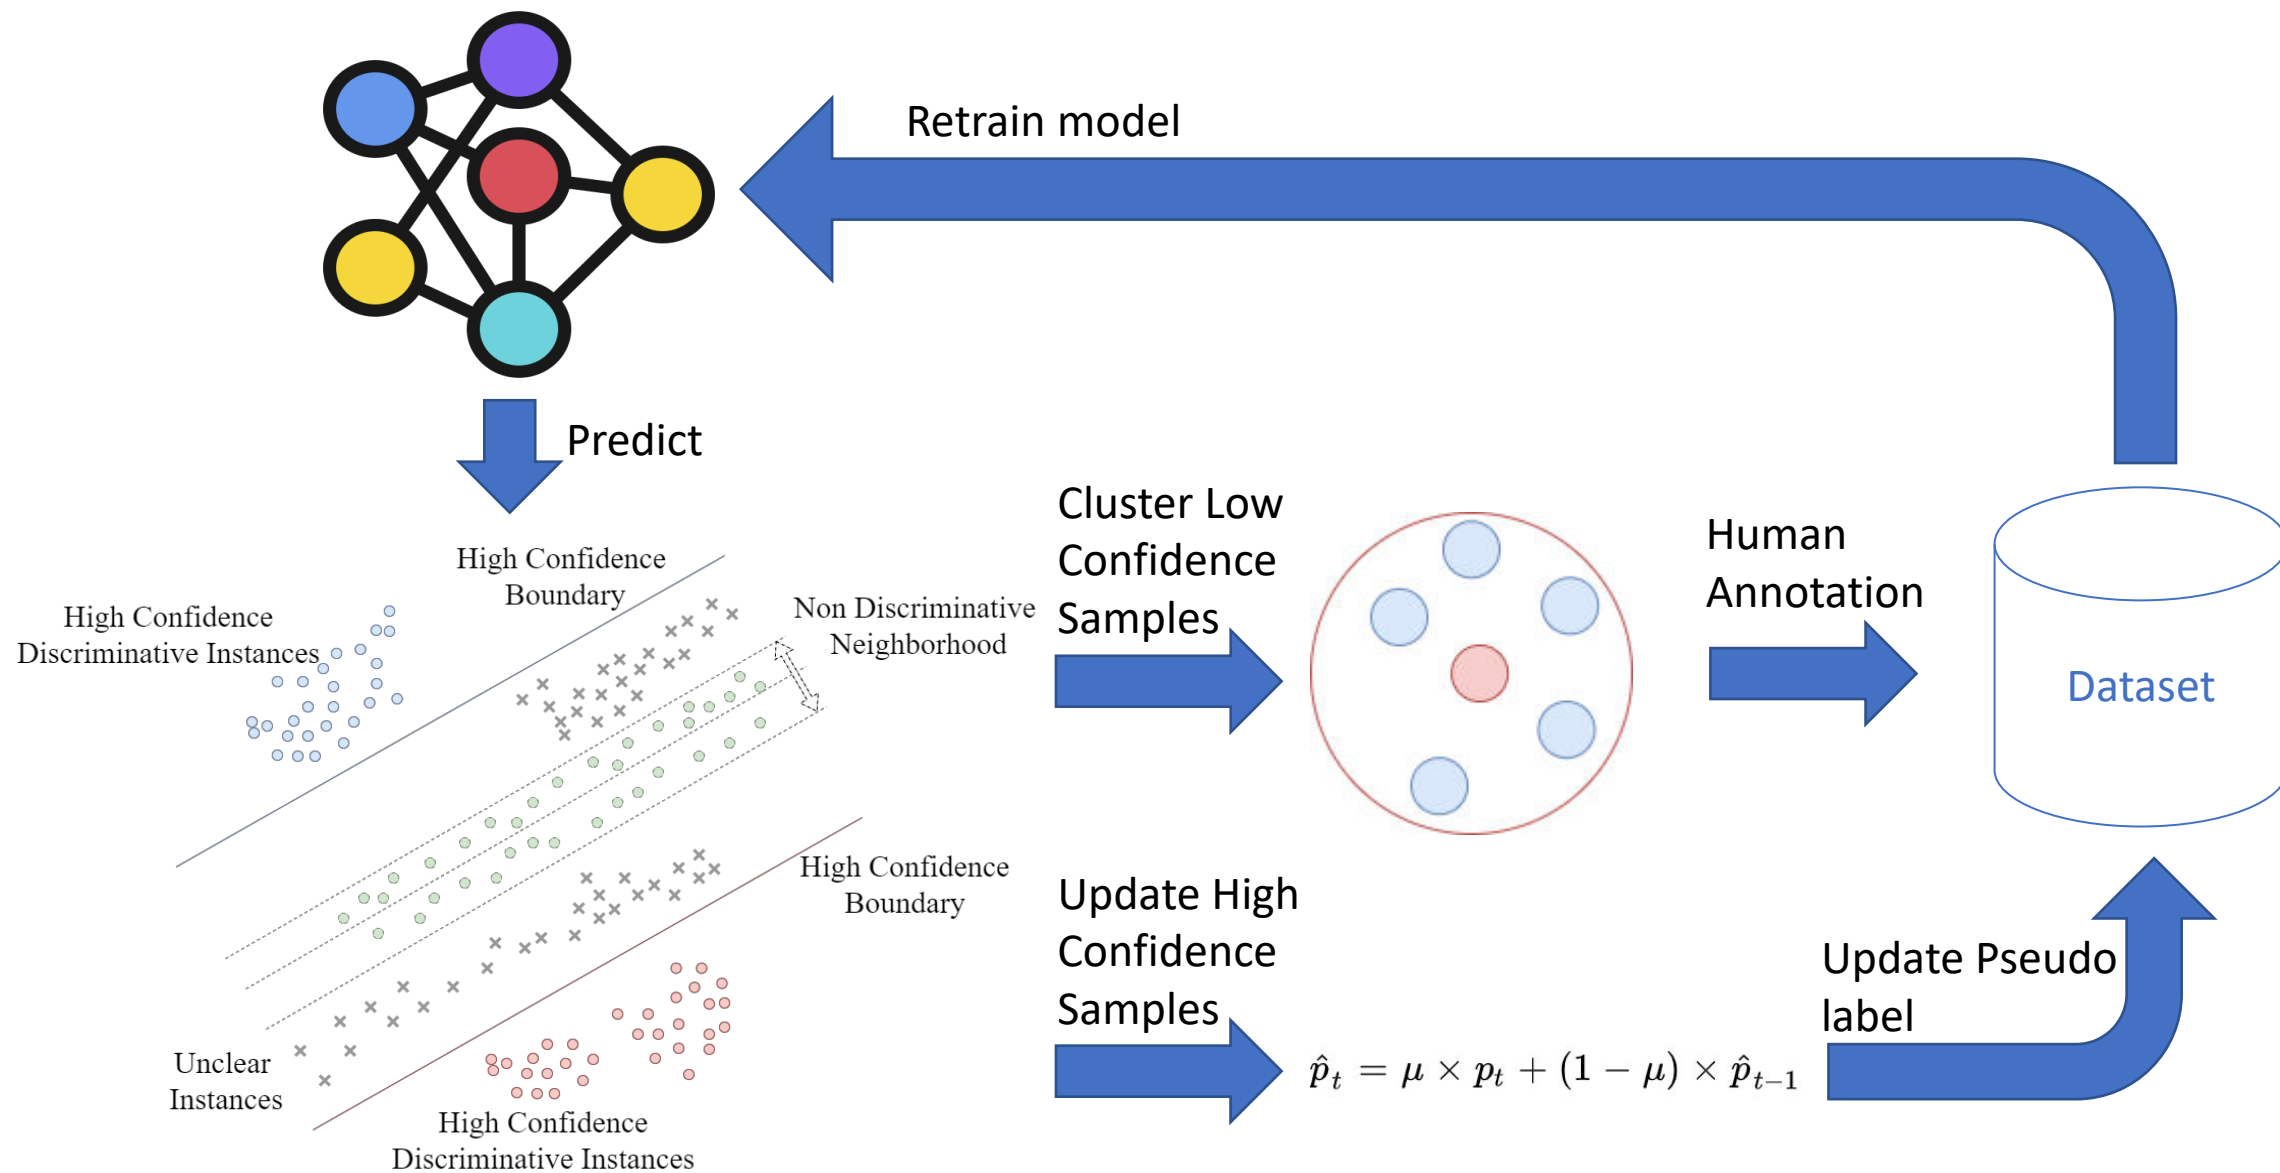 Retrain model
Predict
High Confidence
Boundary
High Confidence
Discriminative Instances
Non Discriminative
Neighborhood
Cluster Low
Confidence
Samples
Human
Annotation
Dataset
High Confidence
Boundary
Update High
Confidence
Samples
Update Pseudo
label
Unclear
Instances
p̂ₜ = μ × pₜ + (1 − μ) × p̂ₜ₋₁
High Confidence
Discriminative Instances